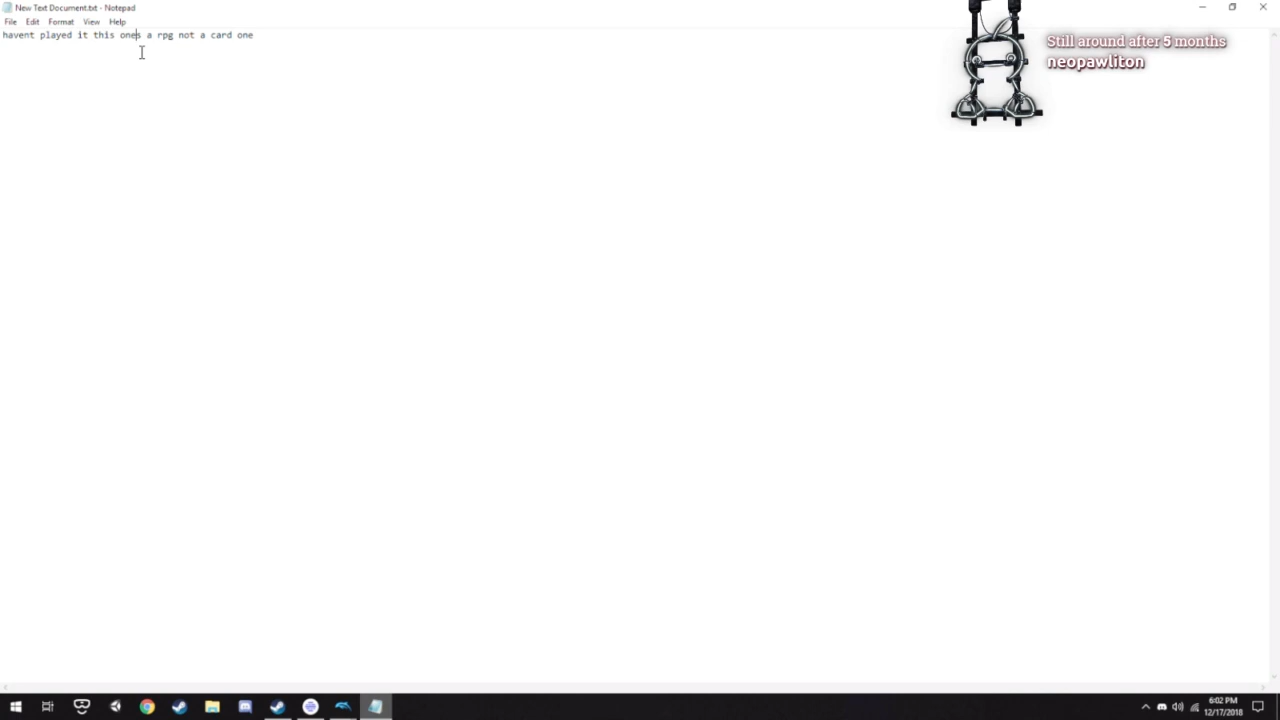 New Text Document.txt - Notepad
File Edit Format View Help
havent played it this ones a rpg not a card one
Still around after 5 months
neopawliton
6:02 PM
12/17/2018